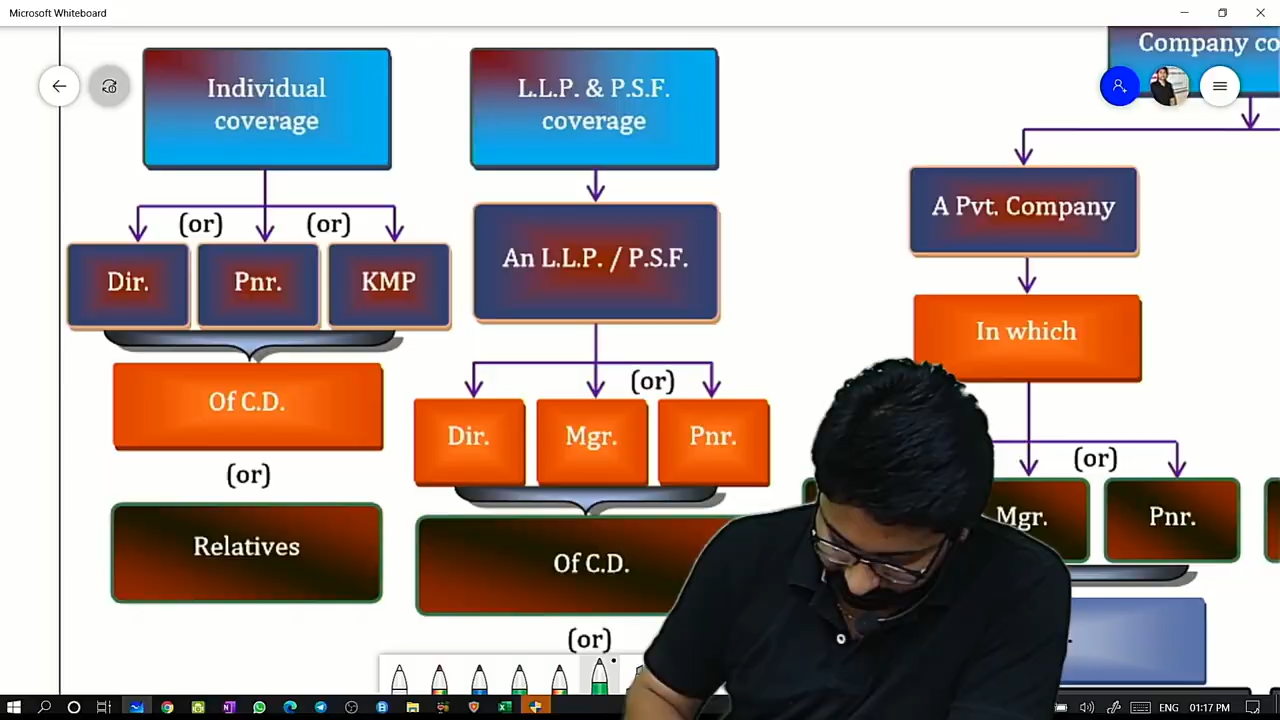 Microsoft Whiteboard
Individual
coverage
(or)
(or)
Dir.
Pnr.
KMP
Of C.D.
(or)
Relatives
L.L.P. & P.S.F.
coverage
An L.L.P. / P.S.F.
(or)
Dir.
Mgr.
Pnr.
Of C.D.
(or)
Company co
A Pvt. Company
In which
(or)
Mgr.
Pnr.
ENG
01:17 PM